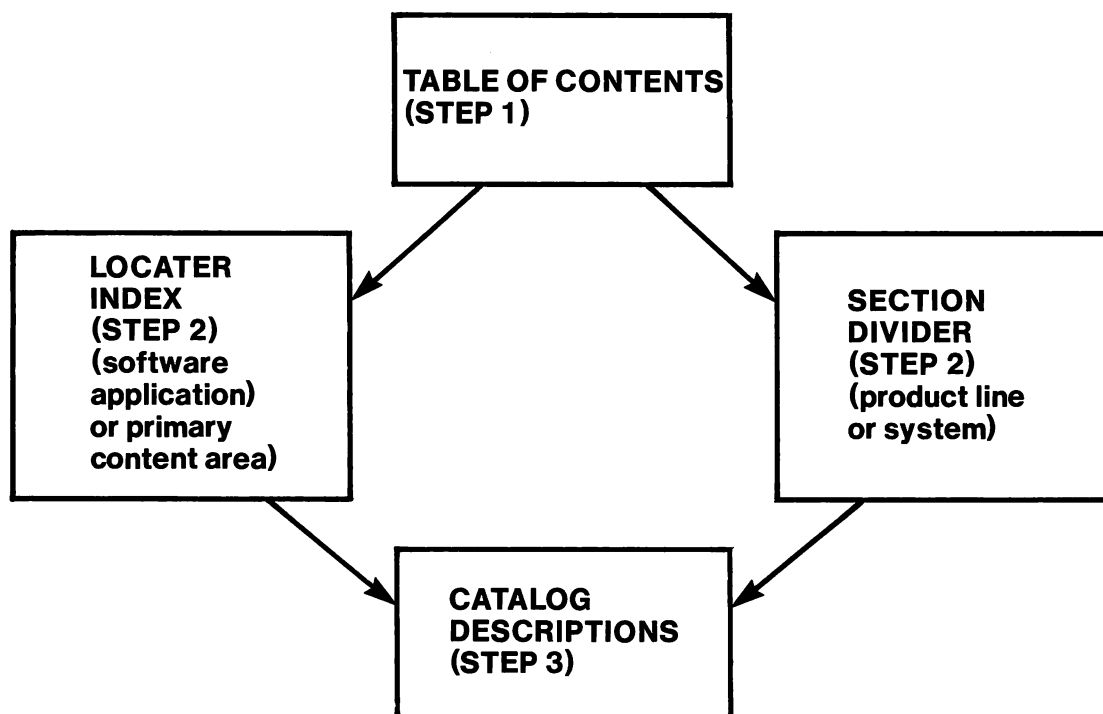 TABLE OF CONTENTS
(STEP 1)
LOCATER
INDEX
(STEP 2)
(software
application)
or primary
content area)
SECTION
DIVIDER
(STEP 2)
(product line
or system)
CATALOG
DESCRIPTIONS
(STEP 3)